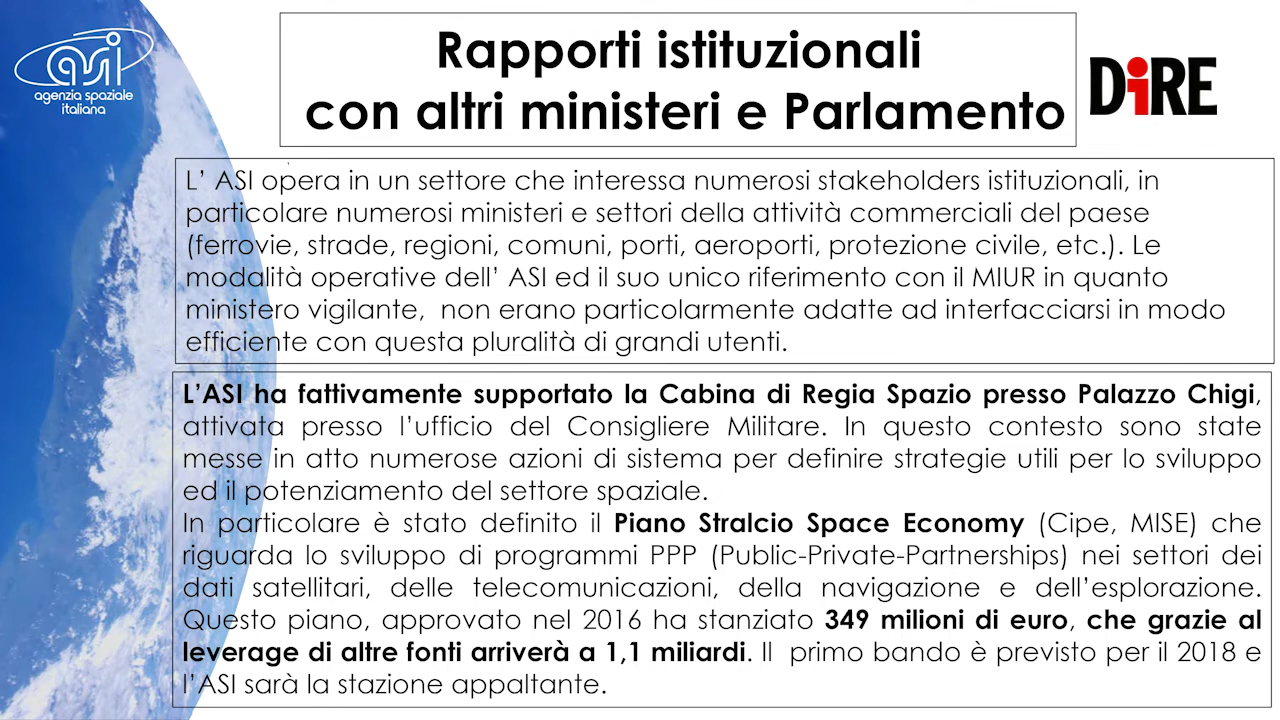 asi
agenzia spaziale
italiana
Rapporti istituzionali
con altri ministeri e Parlamento
DiRE
L’ ASI opera in un settore che interessa numerosi stakeholders istituzionali, in
particolare numerosi ministeri e settori della attività commerciali del paese
(ferrovie, strade, regioni, comuni, porti, aeroporti, protezione civile, etc.). Le
modalità operative dell’ ASI ed il suo unico riferimento con il MIUR in quanto
ministero vigilante,  non erano particolarmente adatte ad interfacciarsi in modo
efficiente con questa pluralità di grandi utenti.
L’ASI ha fattivamente supportato la Cabina di Regia Spazio presso Palazzo Chigi,
attivata presso l’ufficio del Consigliere Militare. In questo contesto sono state
messe in atto numerose azioni di sistema per definire strategie utili per lo sviluppo
ed il potenziamento del settore spaziale.
In particolare è stato definito il Piano Stralcio Space Economy (Cipe, MISE) che
riguarda lo sviluppo di programmi PPP (Public-Private-Partnerships) nei settori dei
dati satellitari, delle telecomunicazioni, della navigazione e dell’esplorazione.
Questo piano, approvato nel 2016 ha stanziato 349 milioni di euro, che grazie al
leverage di altre fonti arriverà a 1,1 miliardi. Il  primo bando è previsto per il 2018 e
l’ASI sarà la stazione appaltante.